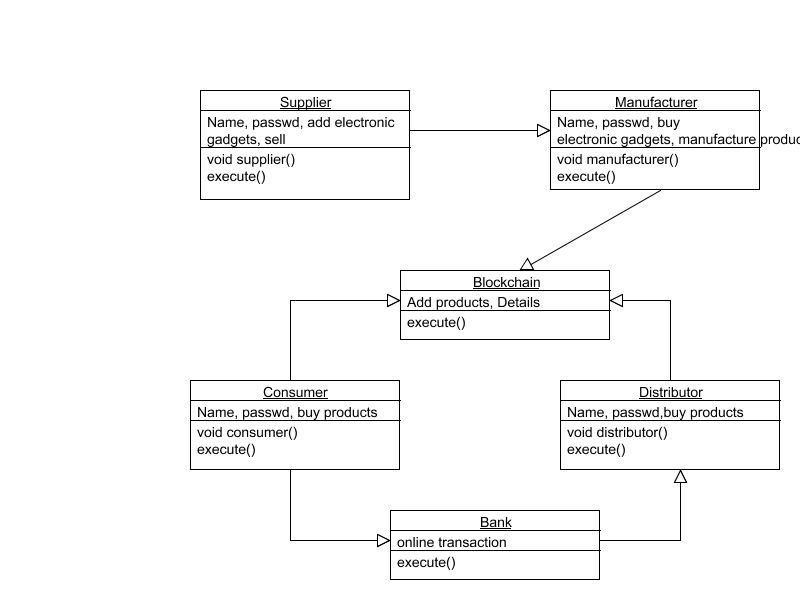 Supplier
Name, passwd, add electronic
gadgets, sell
void supplier()
execute()
Manufacturer
Name, passwd, buy
electronic gadgets, manufacture produc
void manufacturer()
execute()
Blockchain
Add products, Details
execute()
Consumer
Name, passwd, buy products
void consumer()
execute()
Distributor
Name, passwd,buy products
void distributor()
execute()
Bank
online transaction
execute()